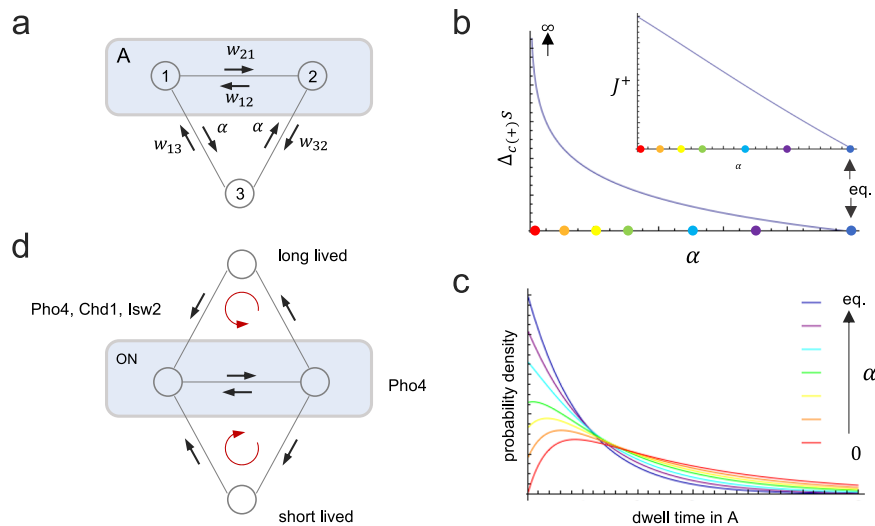 a
A
w₂₁
1
2
w₁₂
w₁₃
α
α
w₃₂
3
b
∞
Δ_c(+) S
J⁺
α
eq.
α
c
probability density
eq.
α
0
dwell time in A
d
long lived
Pho4, Chd1, Isw2
ON
Pho4
short lived